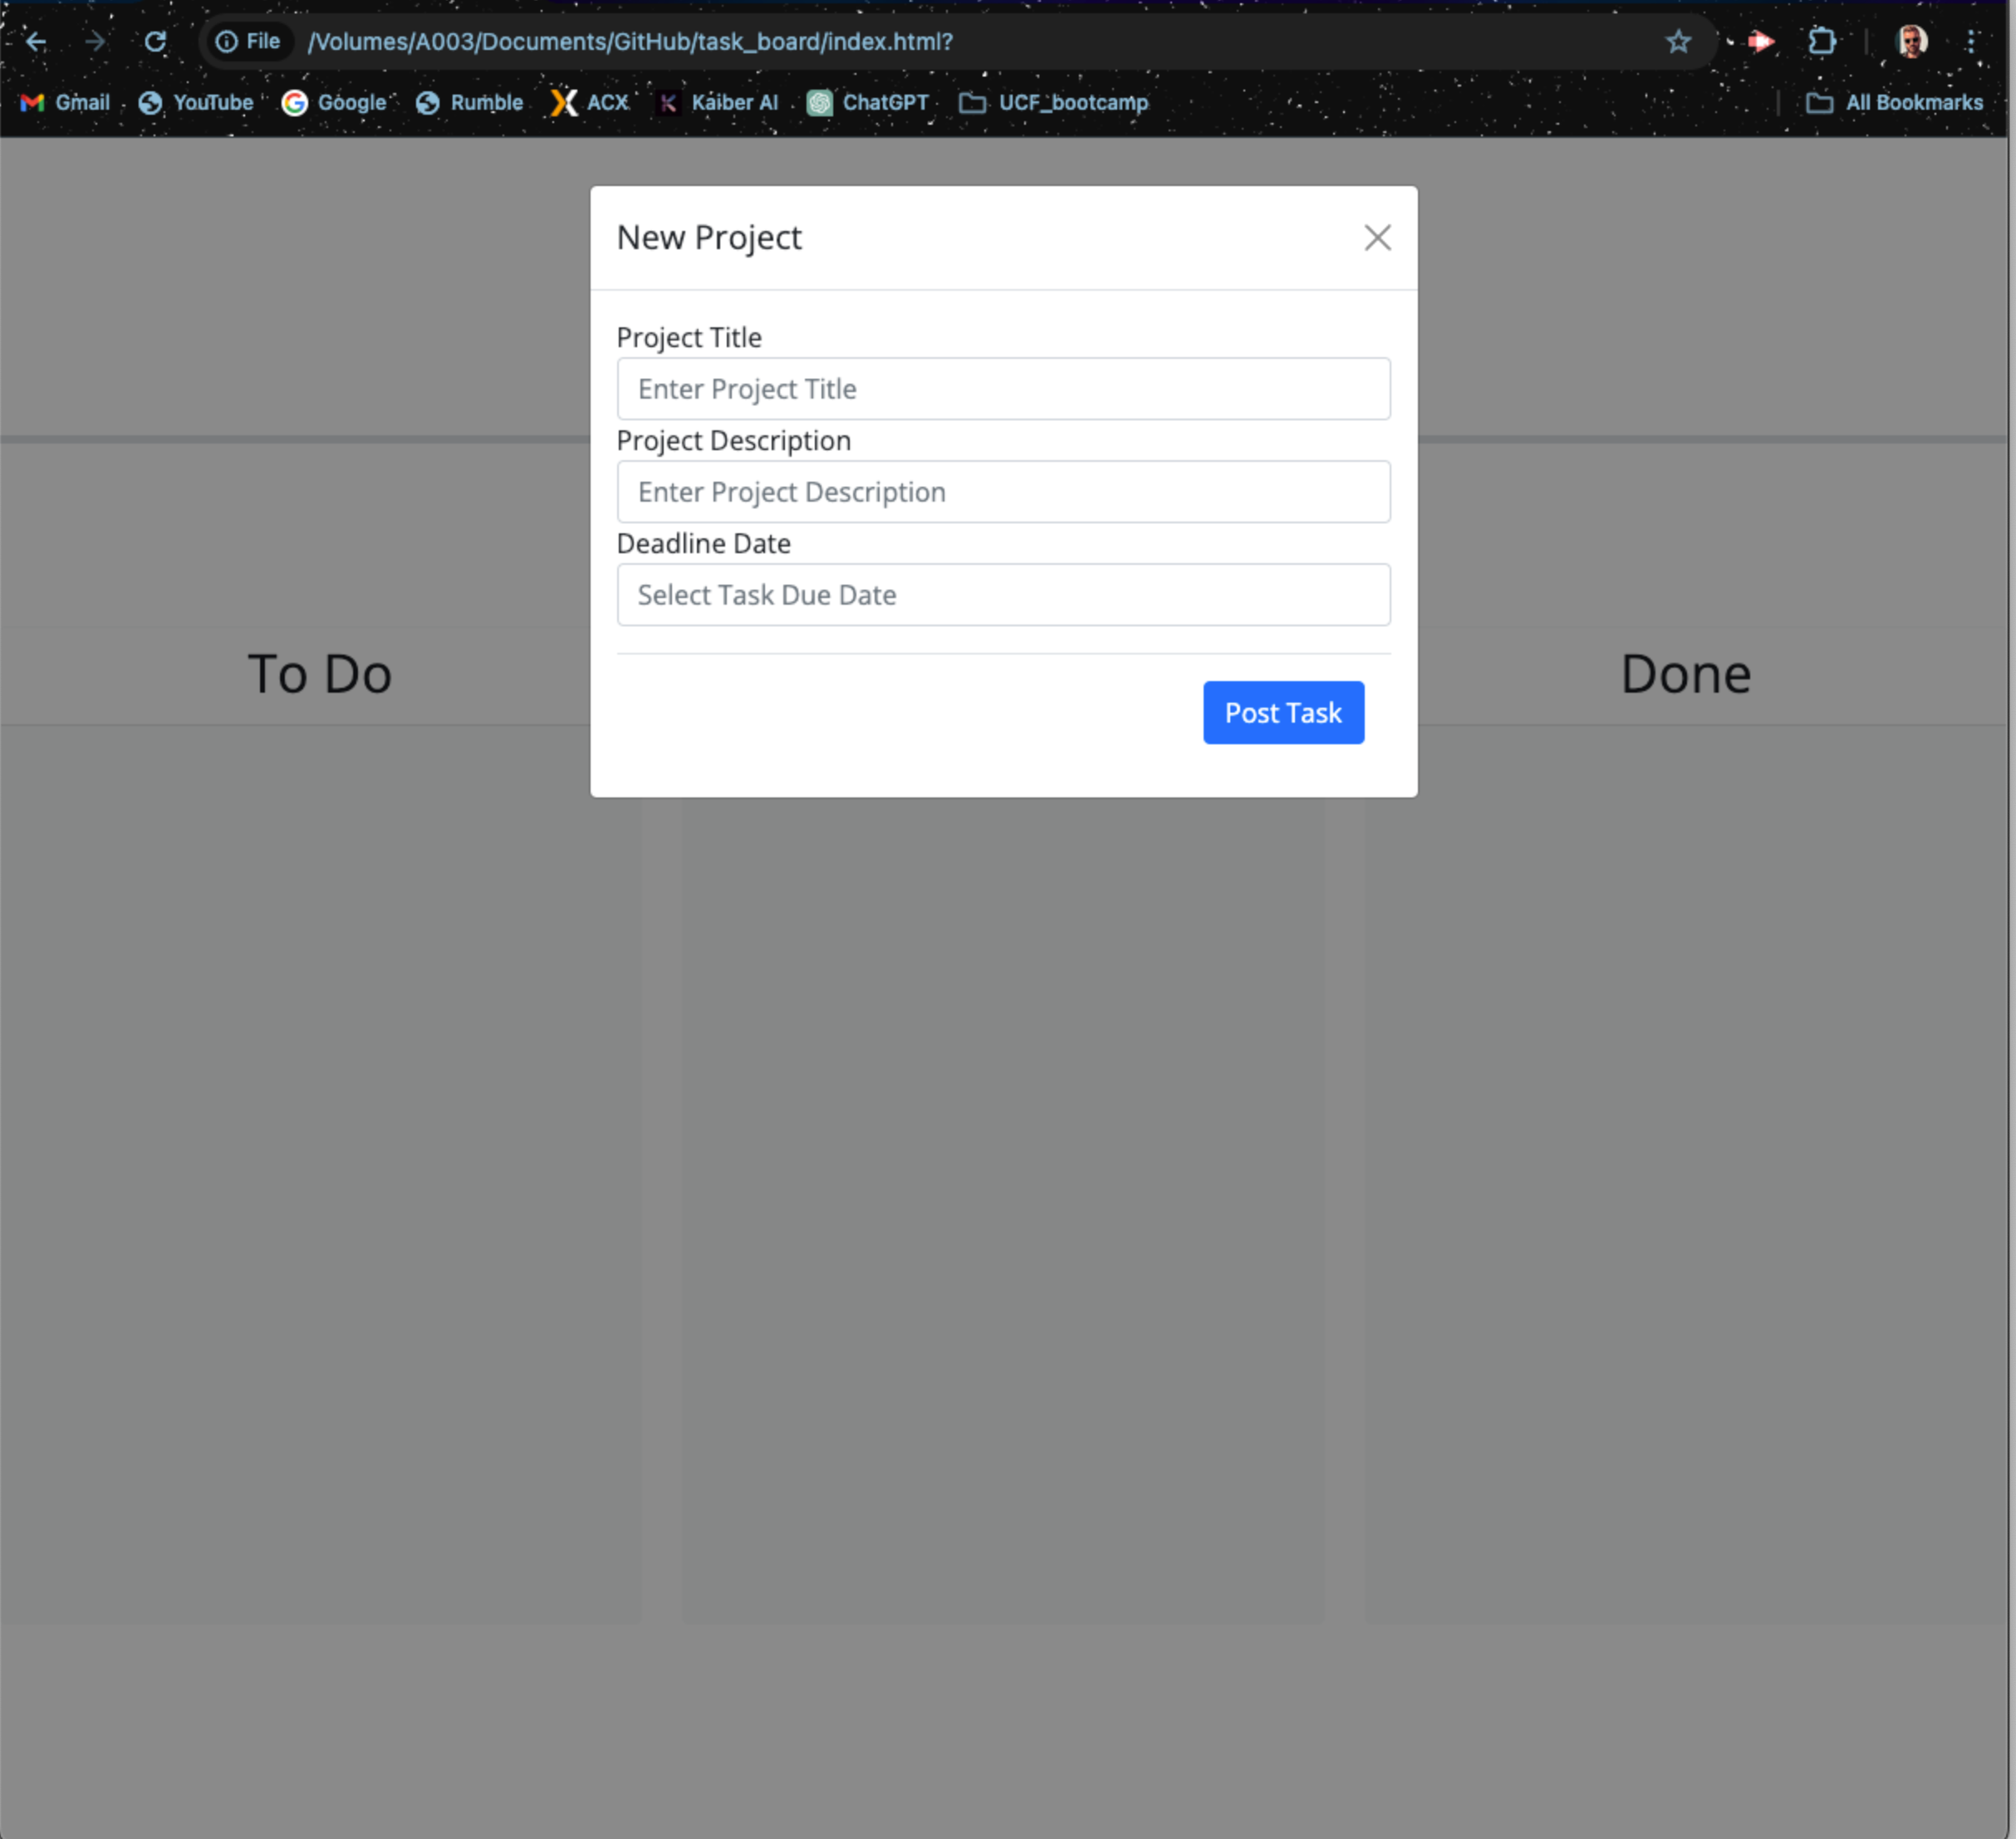 File /Volumes/A003/Documents/GitHub/task_board/index.html?
Gmail YouTube Google Rumble ACX Kaiber AI ChatGPT UCF_bootcamp All Bookmarks
New Project
Project Title
Enter Project Title
Project Description
Enter Project Description
Deadline Date
Select Task Due Date
Post Task
To Do Done